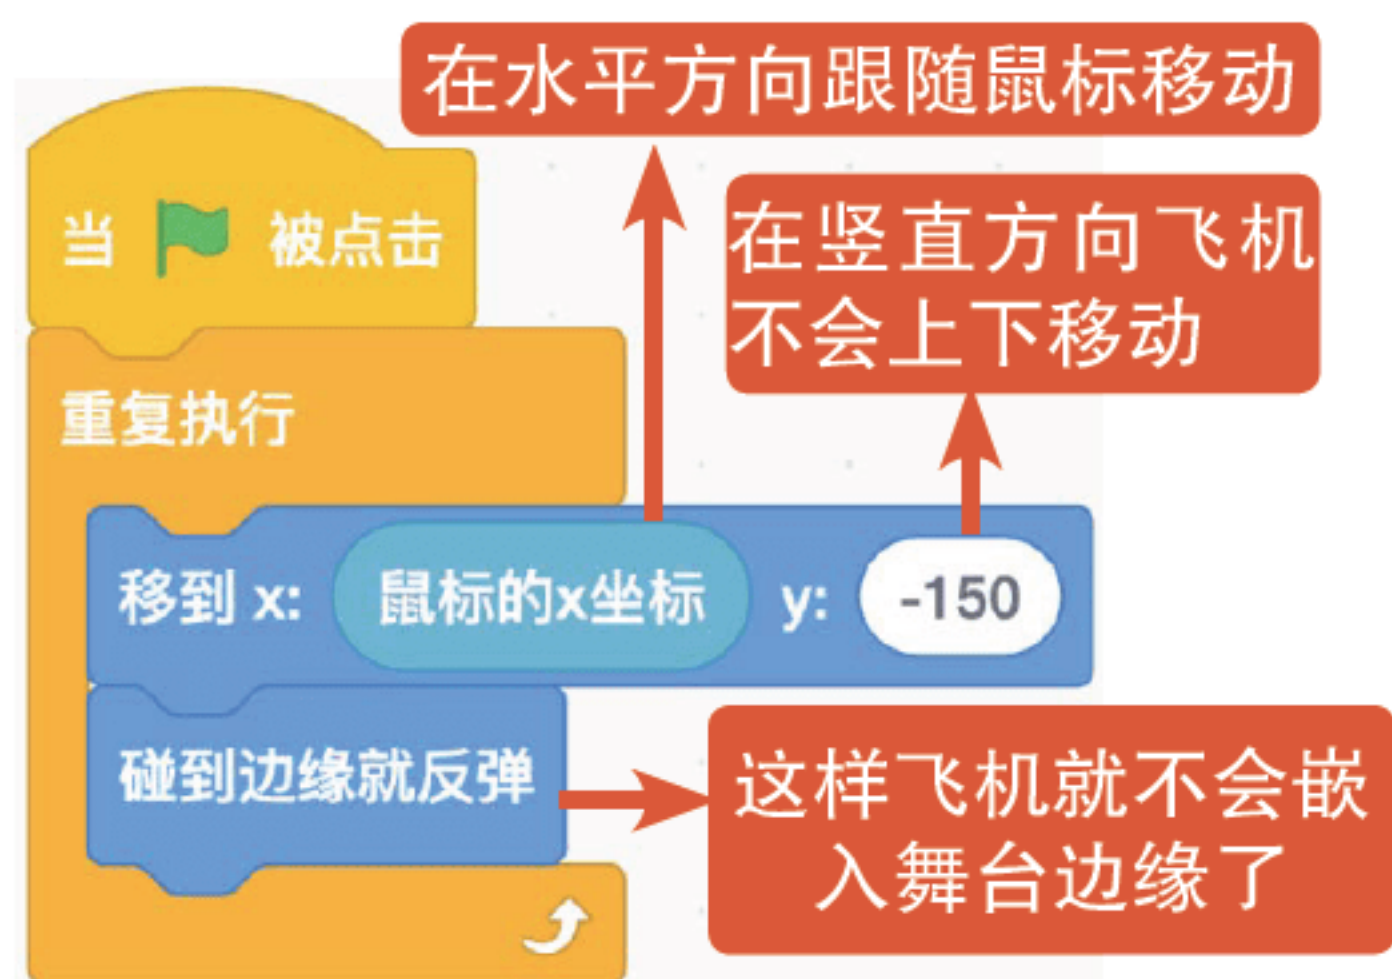 在水平方向跟随鼠标移动
在竖直方向飞机
不会上下移动
当 被点击
重复执行
移到 x: 鼠标的x坐标 y: -150
碰到边缘就反弹
这样飞机就不会嵌
入舞台边缘了